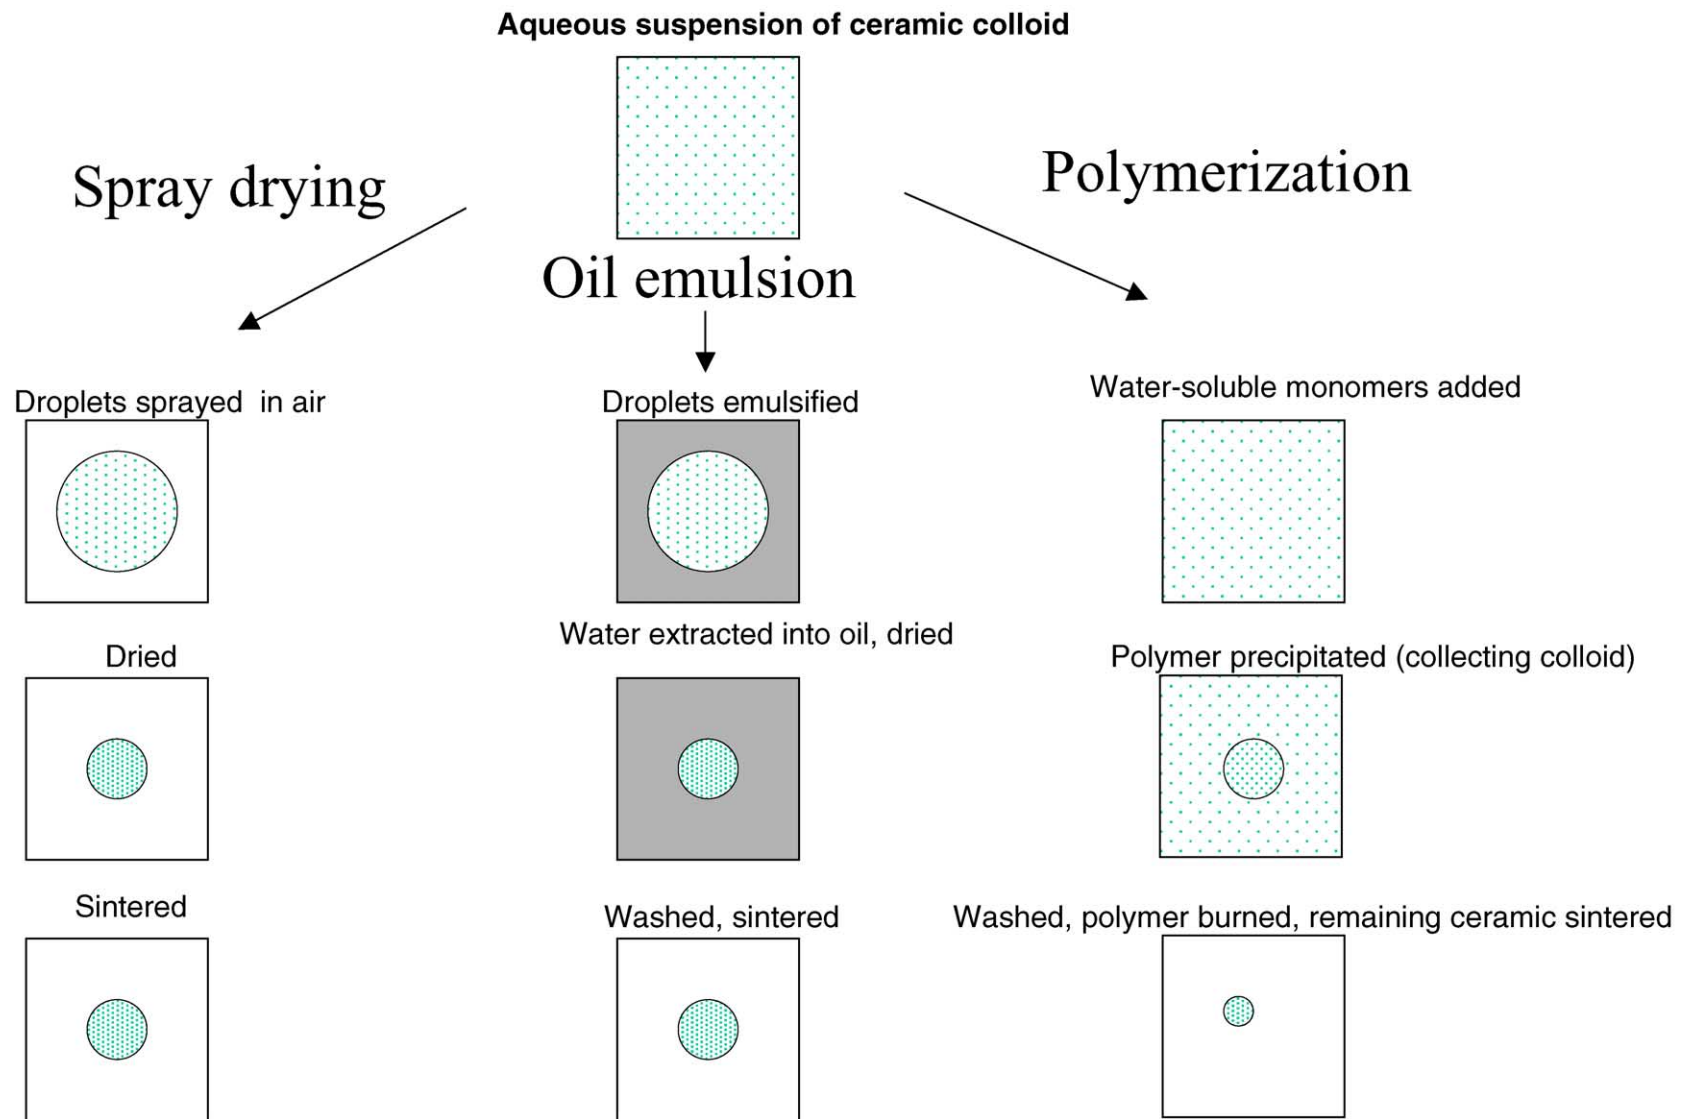 Aqueous suspension of ceramic colloid
Spray drying
Oil emulsion
Polymerization
Droplets sprayed in air
Dried
Sintered
Droplets emulsified
Water extracted into oil, dried
Washed, sintered
Water-soluble monomers added
Polymer precipitated (collecting colloid)
Washed, polymer burned, remaining ceramic sintered